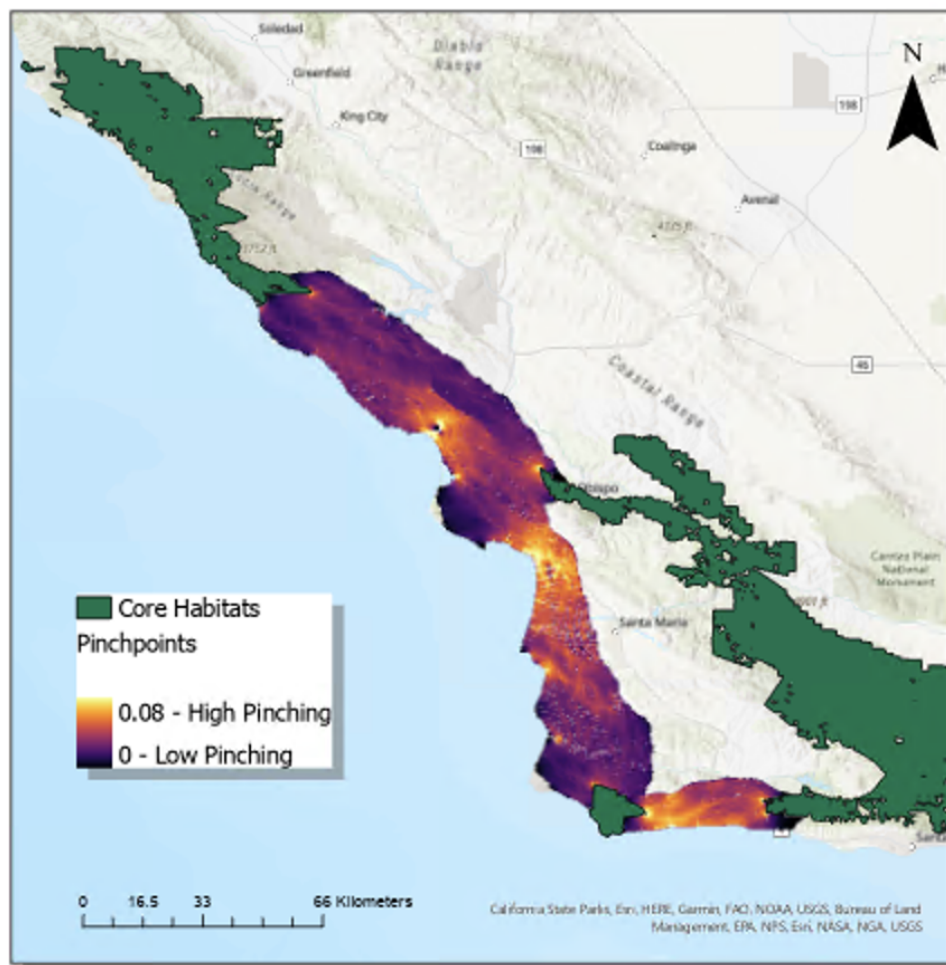 Soledad
Diablo
Range
N
Greenfield
198
King City
198
Coalinga
Avenal
4315 ft
46
Coastal Range
Obispo
Carrizo Plain
National
Monument
Santa Maria
Core Habitats
Pinchpoints
0.08 - High Pinching
0 - Low Pinching
0 16.5 33 66 Kilometers
California State Parks, Esri, HERE, Garmin, FAO, NOAA, USGS, Bureau of Land
Management, EPA, NPS, Esri, NASA, NGA, USGS